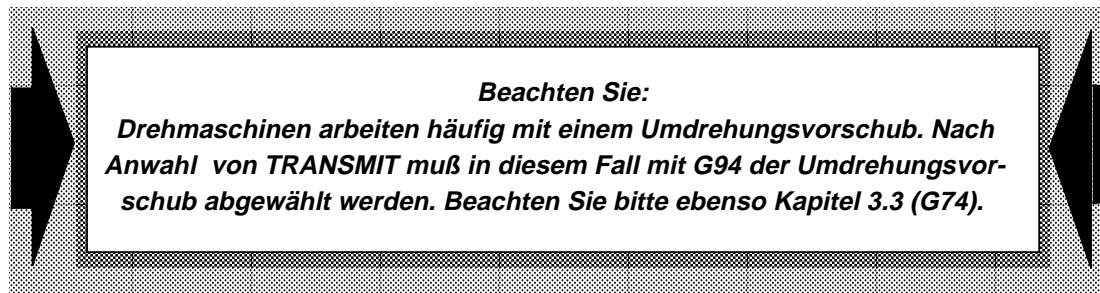 Beachten Sie:
Drehmaschinen arbeiten häufig mit einem Umdrehungsvorschub. Nach
Anwahl von TRANSMIT muß in diesem Fall mit G94 der Umdrehungsvor-
schub abgewählt werden. Beachten Sie bitte ebenso Kapitel 3.3 (G74).